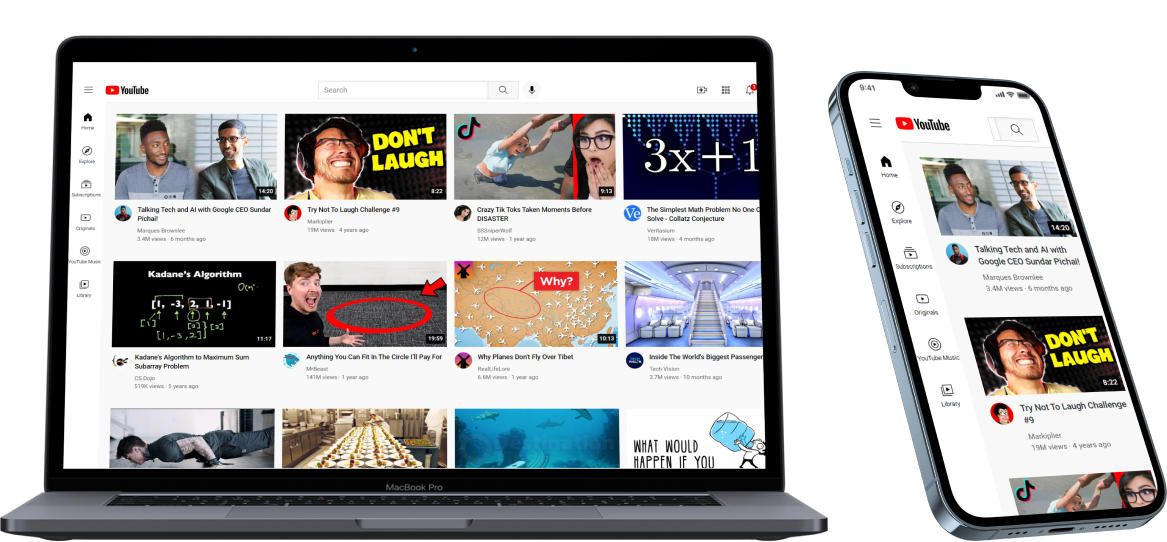 YouTube
Search
3
Home
Explore
Subscriptions
Originals
YouTube Music
Library
14:20
Talking Tech and AI with Google CEO Sundar
Pichai!
Marques Brownlee
3.4M views · 6 months ago
DON'T
LAUGH
8:22
Try Not To Laugh Challenge #9
Markiplier
19M views · 4 years ago
9:13
Crazy Tik Toks Taken Moments Before
DISASTER
SSSniperWolf
12M views · 1 year ago
3x+1
Ve
The Simplest Math Problem No One C
Solve - Collatz Conjecture
Veritasium
18M views · 4 months ago
Kadane's Algorithm
[1, -3, 2, 1, -1]
[1]
[2]
[1,-3,2]
11:17
Kadane's Algorithm to Maximum Sum
Subarray Problem
CS Dojo
519K views · 5 years ago
19:59
Anything You Can Fit In The Circle I'll Pay For
MrBeast
141M views · 1 year ago
Why?
10:13
Why Planes Don't Fly Over Tibet
RealLifeLore
6.6M views · 1 year ago
Inside The World's Biggest Passenger
Tech Vision
3.7M views · 10 months ago
WHAT WOULD
HAPPEN IF YOU
MacBook Pro
9:41
YouTube
Home
Explore
Subscriptions
Originals
YouTube Music
Library
14:20
Talking Tech and AI with
Google CEO Sundar Pichai!
Marques Brownlee
3.4M views · 6 months ago
DON'T
LAUGH
8:22
Try Not To Laugh Challenge
#9
Markiplier
19M views · 4 years ago